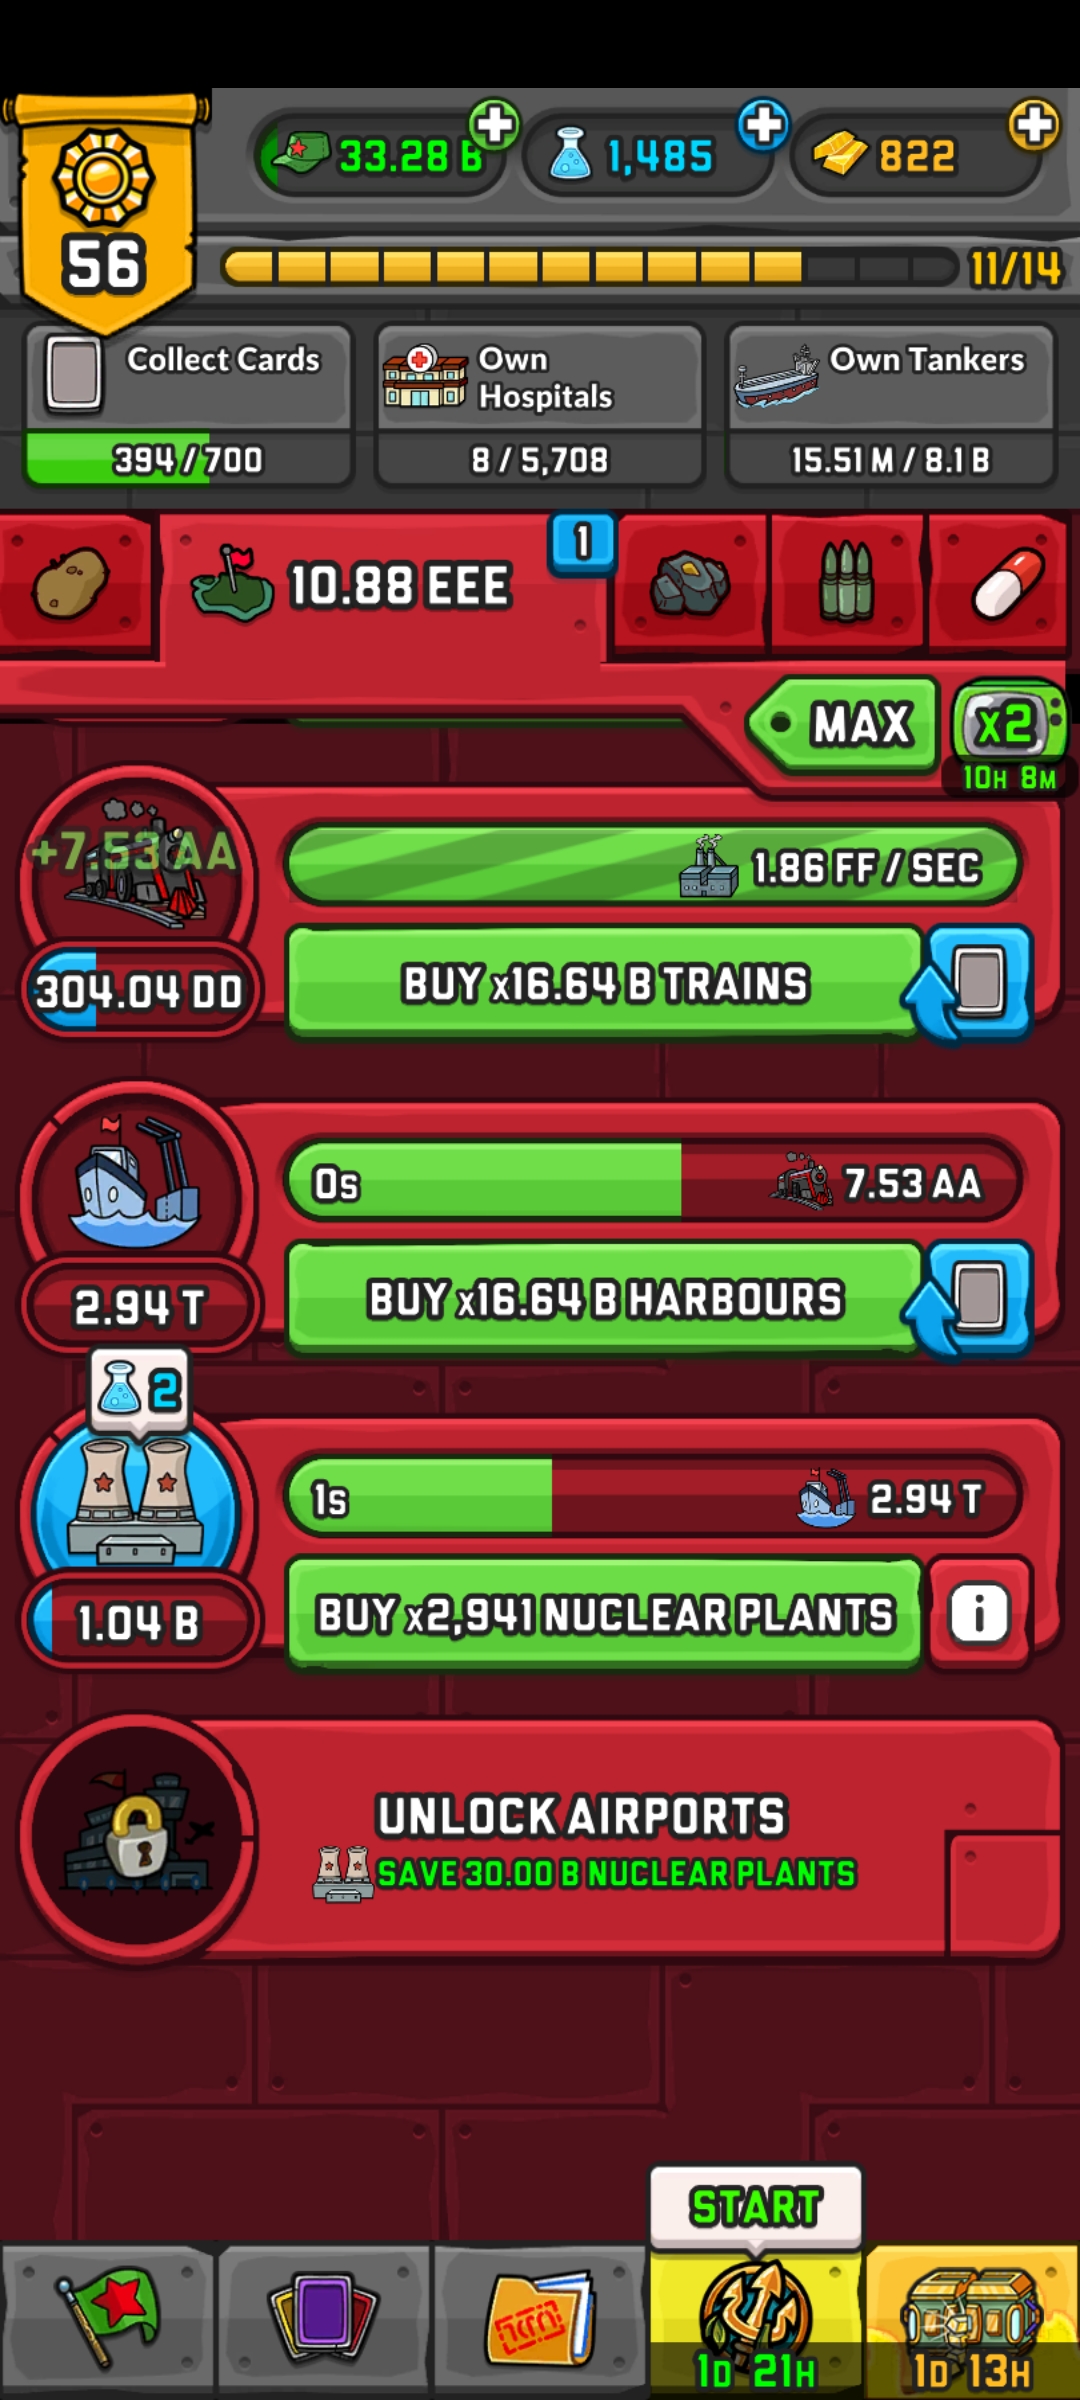 33.28 B
1,485
822
56
11/14
Collect Cards
394/700
Own
Hospitals
8/5,708
Own Tankers
15.51 M/8.1 B
10.88 EEE
1
MAX
x2
10H 8M
+7.53 AA
1.86 FF/SEC
304.04 DD
BUY x16.64 B TRAINS
0s
7.53 AA
2.94 T
BUY x16.64 B HARBOURS
2
1s
2.94 T
1.04 B
BUY x2,941 NUCLEAR PLANTS
i
UNLOCK AIRPORTS
SAVE 30.00 B NUCLEAR PLANTS
START
1D 21H
1D 13H